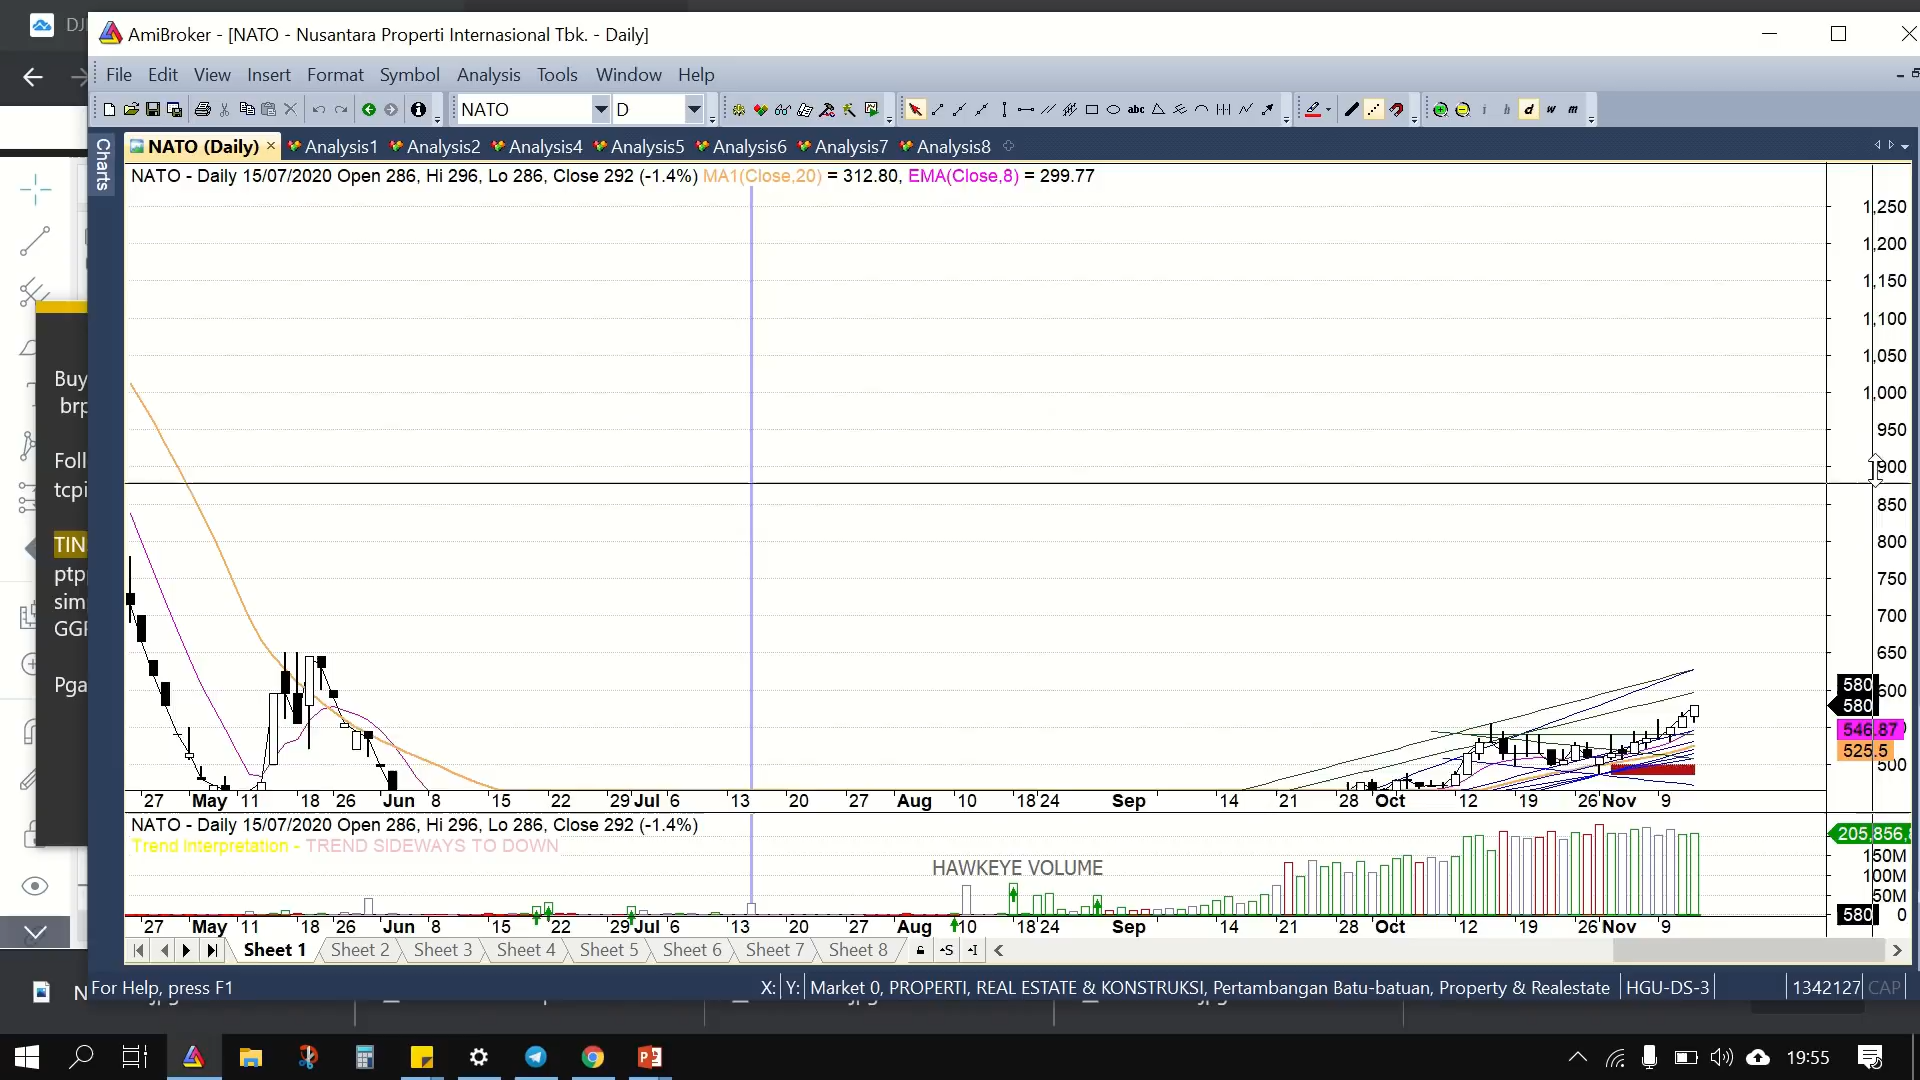 DJ
AmiBroker - [NATO - Nusantara Properti Internasional Tbk. - Daily]
File Edit View Insert Format Symbol Analysis Tools Window Help
NATO D abc i h d w m
Charts
NATO (Daily) Analysis1 Analysis2 Analysis4 Analysis5 Analysis6 Analysis7 Analysis8
NATO - Daily 15/07/2020 Open 286, Hi 296, Lo 286, Close 292 (-1.4%) MA1(Close,20) = 312.80, EMA(Close,8) = 299.77
1,250
1,200
1,150
1,100
1,050
1,000
950
900
850
800
750
700
650
600
500
580
580
546.87
525.5
Buy
brp
Foll
tcpi
TIN
ptp
sim
GGR
Pga
27 May 11 18 26 Jun 8 15 22 29 Jul 6 13 20 27 Aug 10 18 24 Sep 14 21 28 Oct 12 19 26 Nov 9
NATO - Daily 15/07/2020 Open 286, Hi 296, Lo 286, Close 292 (-1.4%)
Trend Interpretation - TREND SIDEWAYS TO DOWN
HAWKEYE VOLUME
205,856,
150M
100M
50M
0
580
27 May 11 18 26 Jun 8 15 22 29 Jul 6 13 20 27 Aug 10 18 24 Sep 14 21 28 Oct 12 19 26 Nov 9
Sheet 1 Sheet 2 Sheet 3 Sheet 4 Sheet 5 Sheet 6 Sheet 7 Sheet 8 -S -I
N
For Help, press F1 X: Y: Market 0, PROPERTI, REAL ESTATE & KONSTRUKSI, Pertambangan Batu-batuan, Property & Realestate HGU-DS-3 1342127 CAP
19:55